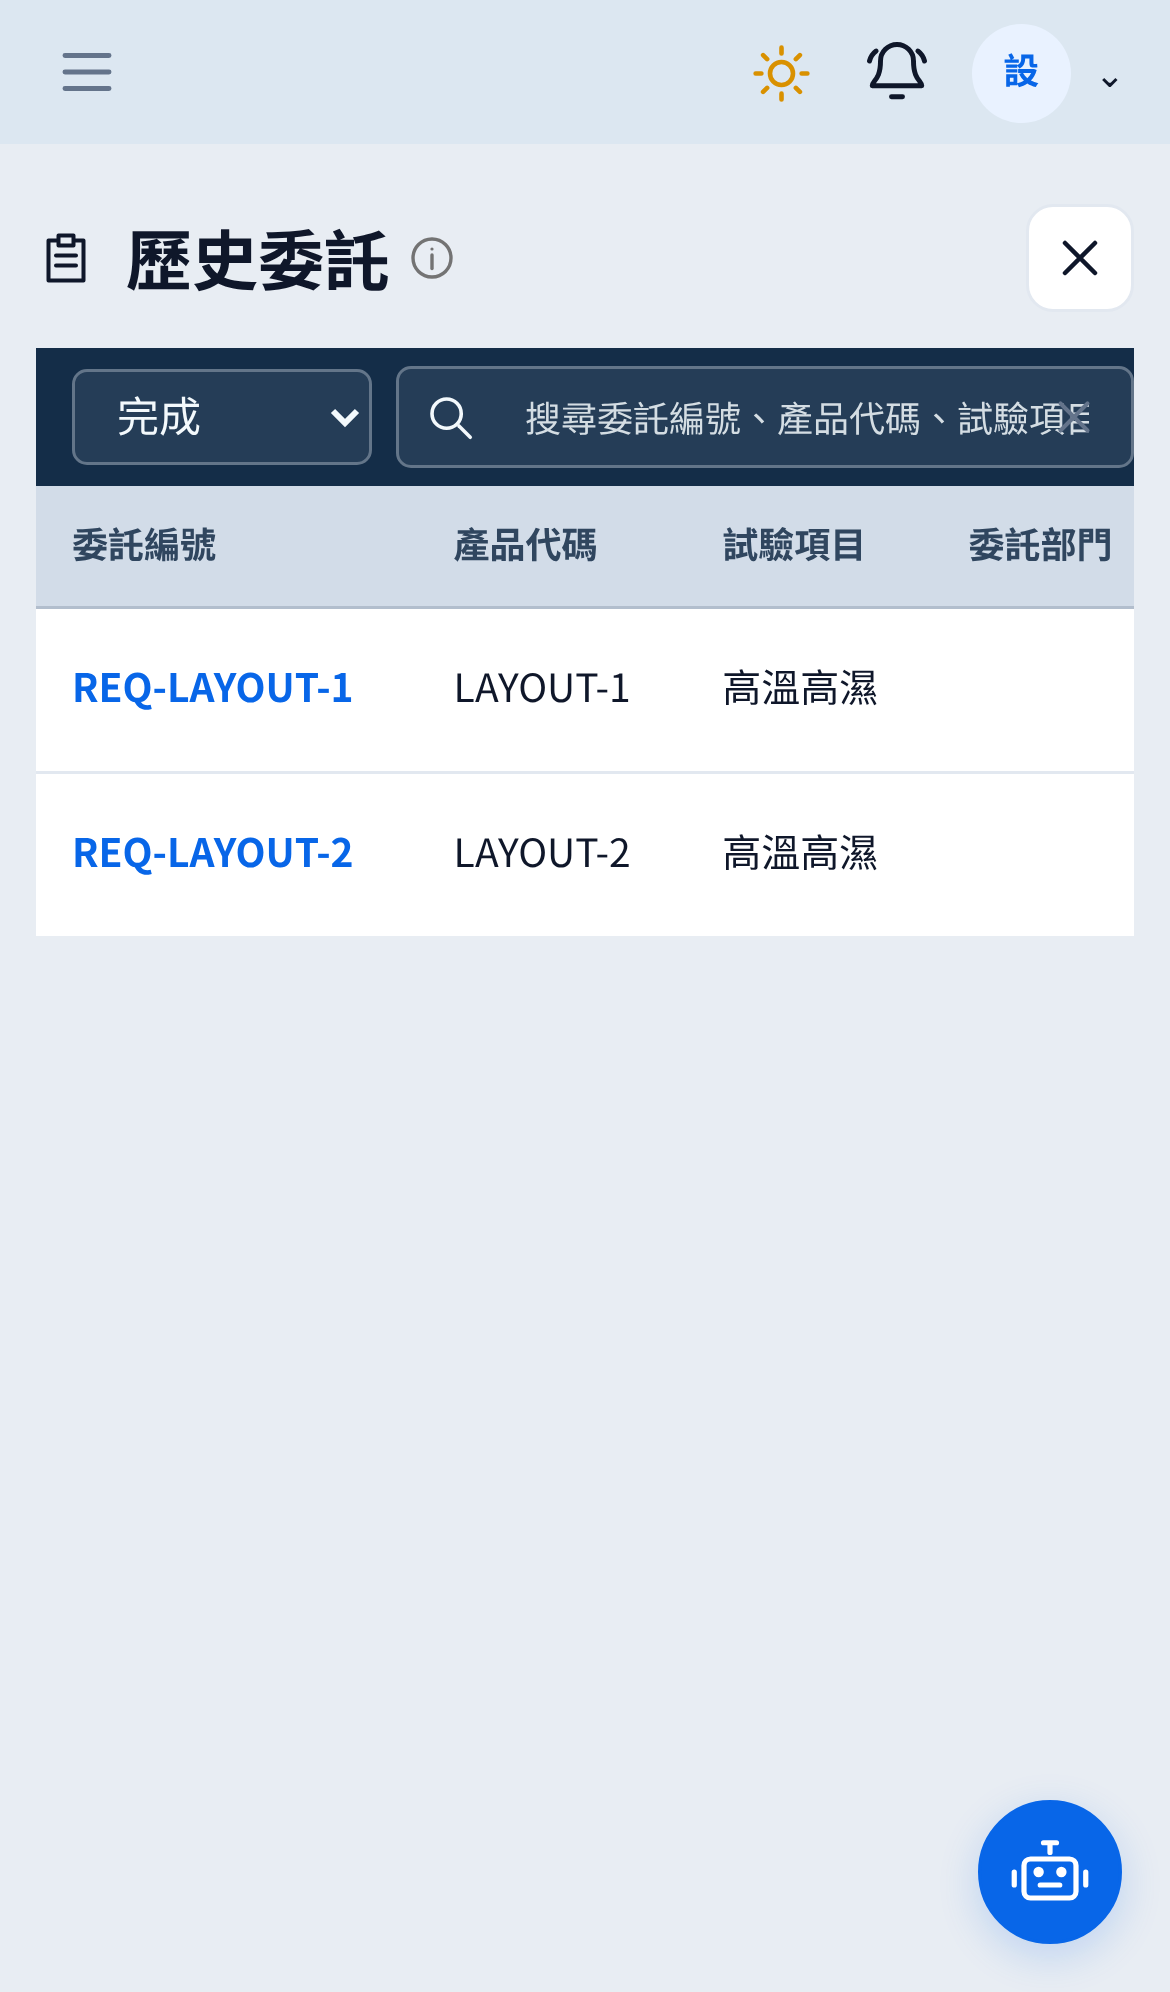 設
歷史委託
完成
搜尋委託編號、產品代碼、試驗項
委託編號 產品代碼 試驗項目 委託部門
REQ-LAYOUT-1 LAYOUT-1 高溫高濕
REQ-LAYOUT-2 LAYOUT-2 高溫高濕